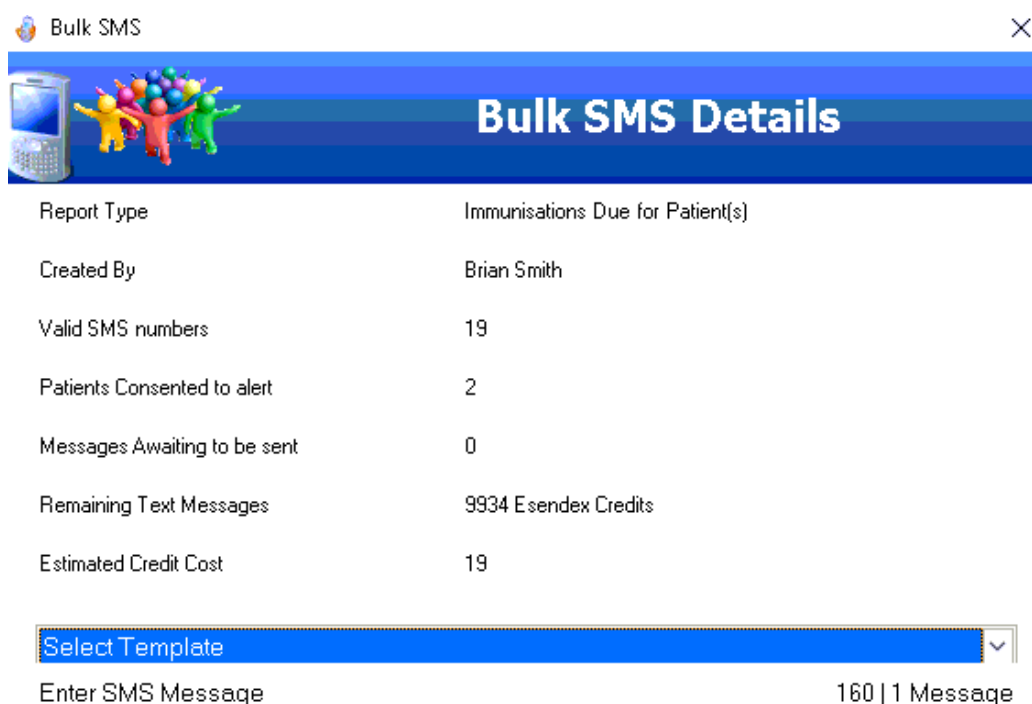 Bulk SMS
Bulk SMS Details
Report Type Immunisations Due for Patient(s)
Created By Brian Smith
Valid SMS numbers 19
Patients Consented to alert 2
Messages Awaiting to be sent 0
Remaining Text Messages 9934 Esendex Credits
Estimated Credit Cost 19
Select Template
Enter SMS Message 160 | 1 Message